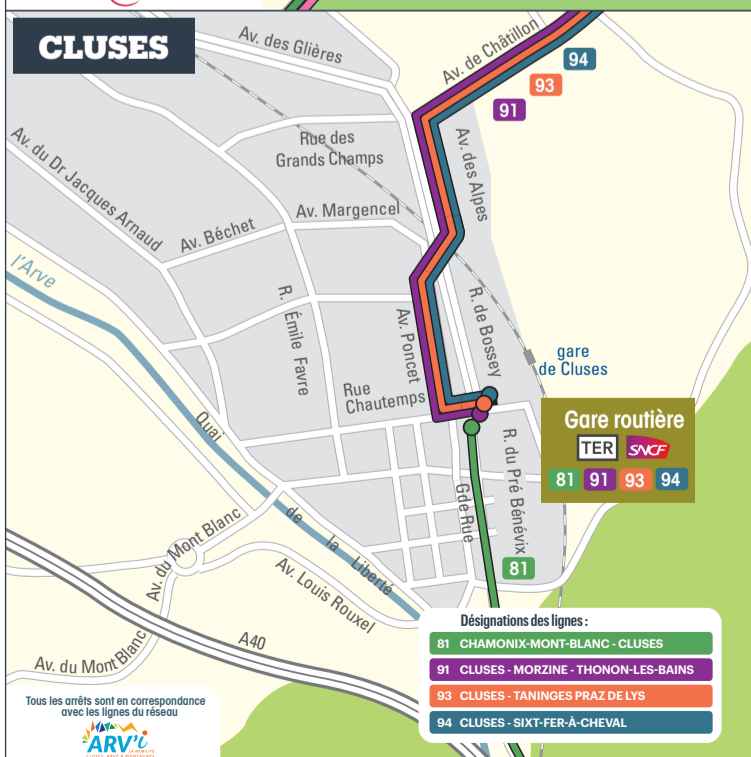 CLUSES
Av. des Glières
Av. de Châtillon
94
93
91
Rue des
Grands Champs
Av. des Alpes
Av. du Dr Jacques Arnaud
Av. Margencel
Av. Béchet
l'Arve
R. Émile Favre
Av. Poncet
R. de Bossey
gare
de Cluses
Rue
Chautemps
Gare routière
TER SNCF
81 91 93 94
Quai de la Liberté
Gde Rue
R. du Pré Bénévix
81
Av. du Mont Blanc
Av. Louis Rouxel
A40
Av. du Mont Blanc
Désignations des lignes :
81 CHAMONIX-MONT-BLANC - CLUSES
91 CLUSES - MORZINE - THONON-LES-BAINS
93 CLUSES - TANINGES PRAZ DE LYS
94 CLUSES - SIXT-FER-À-CHEVAL
Tous les arrêts sont en correspondance
avec les lignes du réseau
ARV'i
LA MOBILITÉ
CLUSES ARVE & MONTAGNES